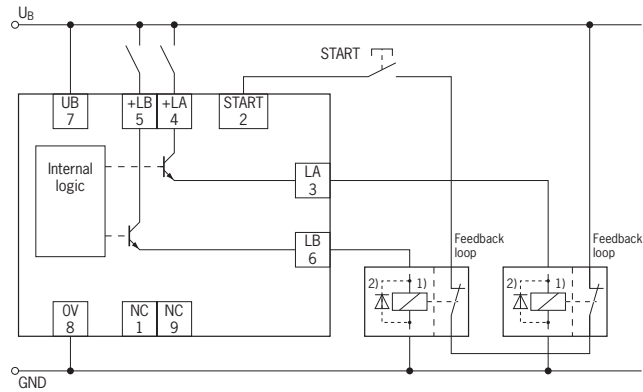 UB
START
UB
7
+LB
5
+LA
4
START
2
Internal
logic
LA
3
LB
6
Feedback
loop
Feedback
loop
2)
1)
2)
1)
0V
8
NC
1
NC
9
GND